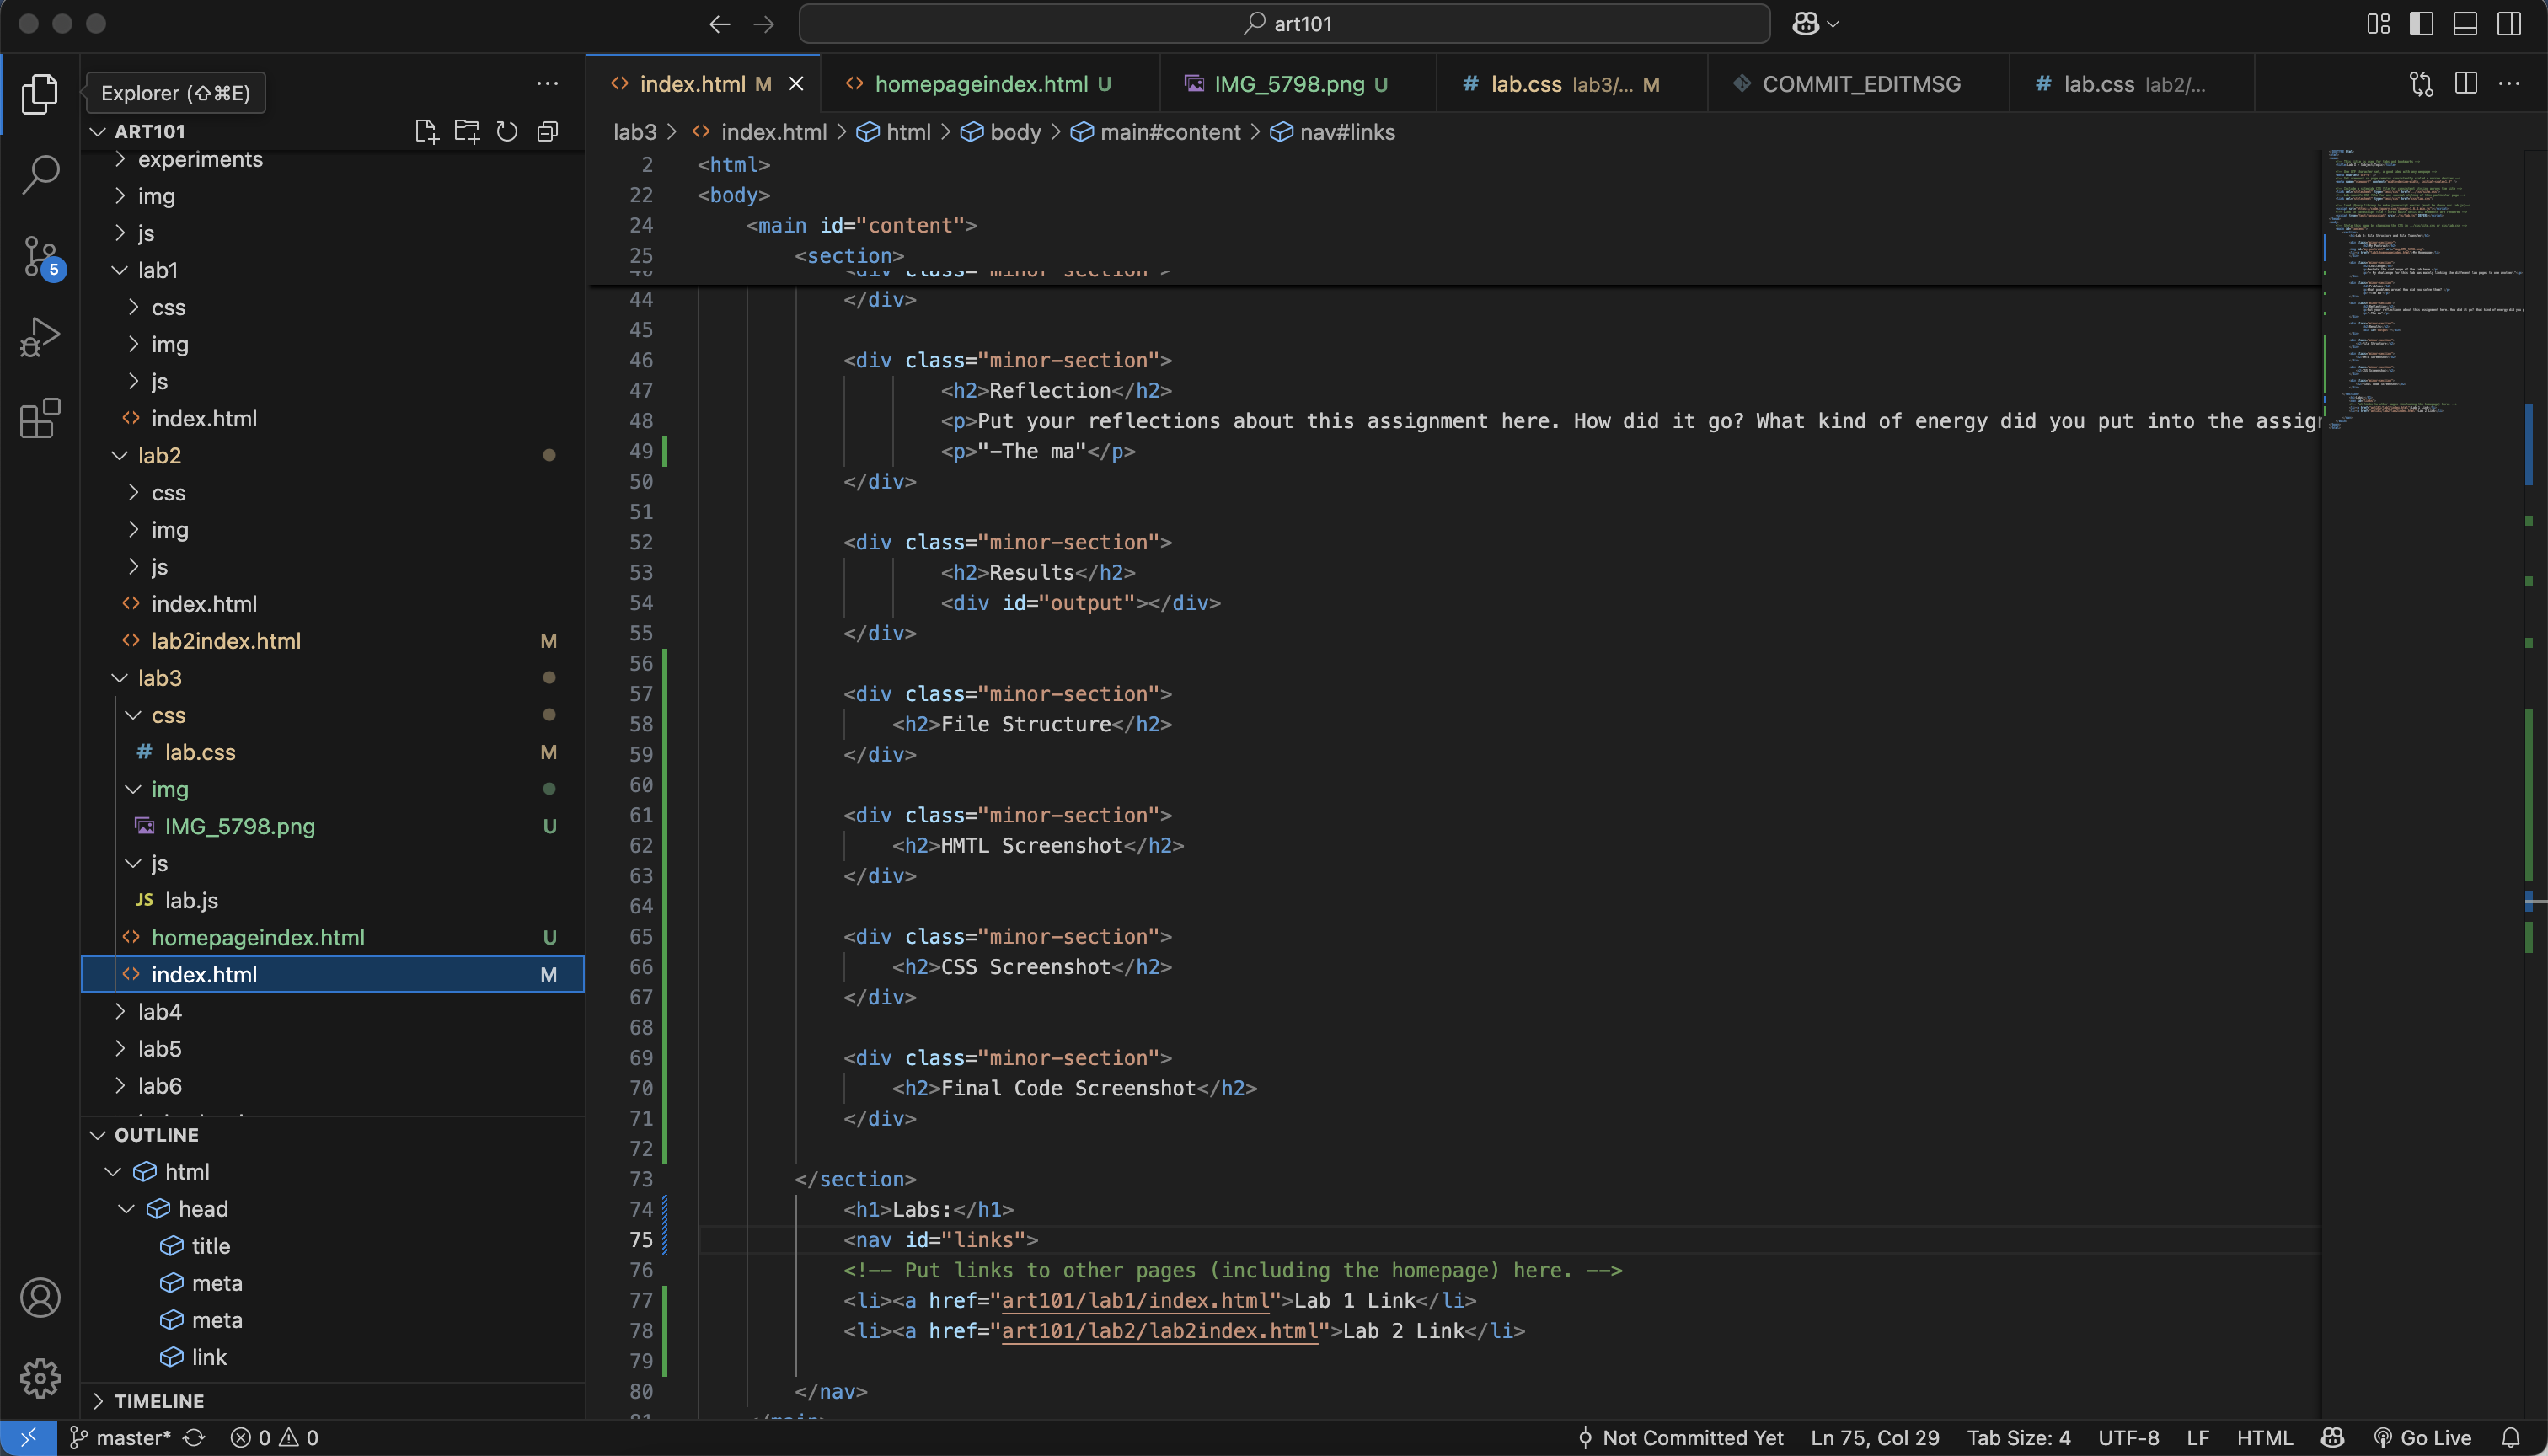 art101
Explorer (⇧⌘E)
index.html M
homepageindex.html U
IMG_5798.png U
# lab.css lab3/... M
COMMIT_EDITMSG
# lab.css lab2/...
ART101
experiments
img
js
lab1
css
img
js
index.html
lab2
css
img
js
index.html
lab2index.html M
lab3
css
# lab.css M
img
IMG_5798.png U
js
JS lab.js
homepageindex.html U
index.html M
lab4
lab5
lab6
OUTLINE
html
head
title
meta
meta
link
TIMELINE
5
lab3 > index.html > html > body > main#content > nav#links
2 <html>
22 <body>
24 <main id="content">
25 <section>
44 </div>
45
46 <div class="minor-section">
47 <h2>Reflection</h2>
48 <p>Put your reflections about this assignment here. How did it go? What kind of energy did you put into the assig
49 <p>"-The ma"</p>
50 </div>
51
52 <div class="minor-section">
53 <h2>Results</h2>
54 <div id="output"></div>
55 </div>
56
57 <div class="minor-section">
58 <h2>File Structure</h2>
59 </div>
60
61 <div class="minor-section">
62 <h2>HMTL Screenshot</h2>
63 </div>
64
65 <div class="minor-section">
66 <h2>CSS Screenshot</h2>
67 </div>
68
69 <div class="minor-section">
70 <h2>Final Code Screenshot</h2>
71 </div>
72
73 </section>
74 <h1>Labs:</h1>
75 <nav id="links">
76 <!-- Put links to other pages (including the homepage) here. -->
77 <li><a href="art101/lab1/index.html">Lab 1 Link</li>
78 <li><a href="art101/lab2/lab2index.html">Lab 2 Link</li>
79
80 </nav>
master* 0 0
Not Committed Yet Ln 75, Col 29 Tab Size: 4 UTF-8 LF HTML Go Live